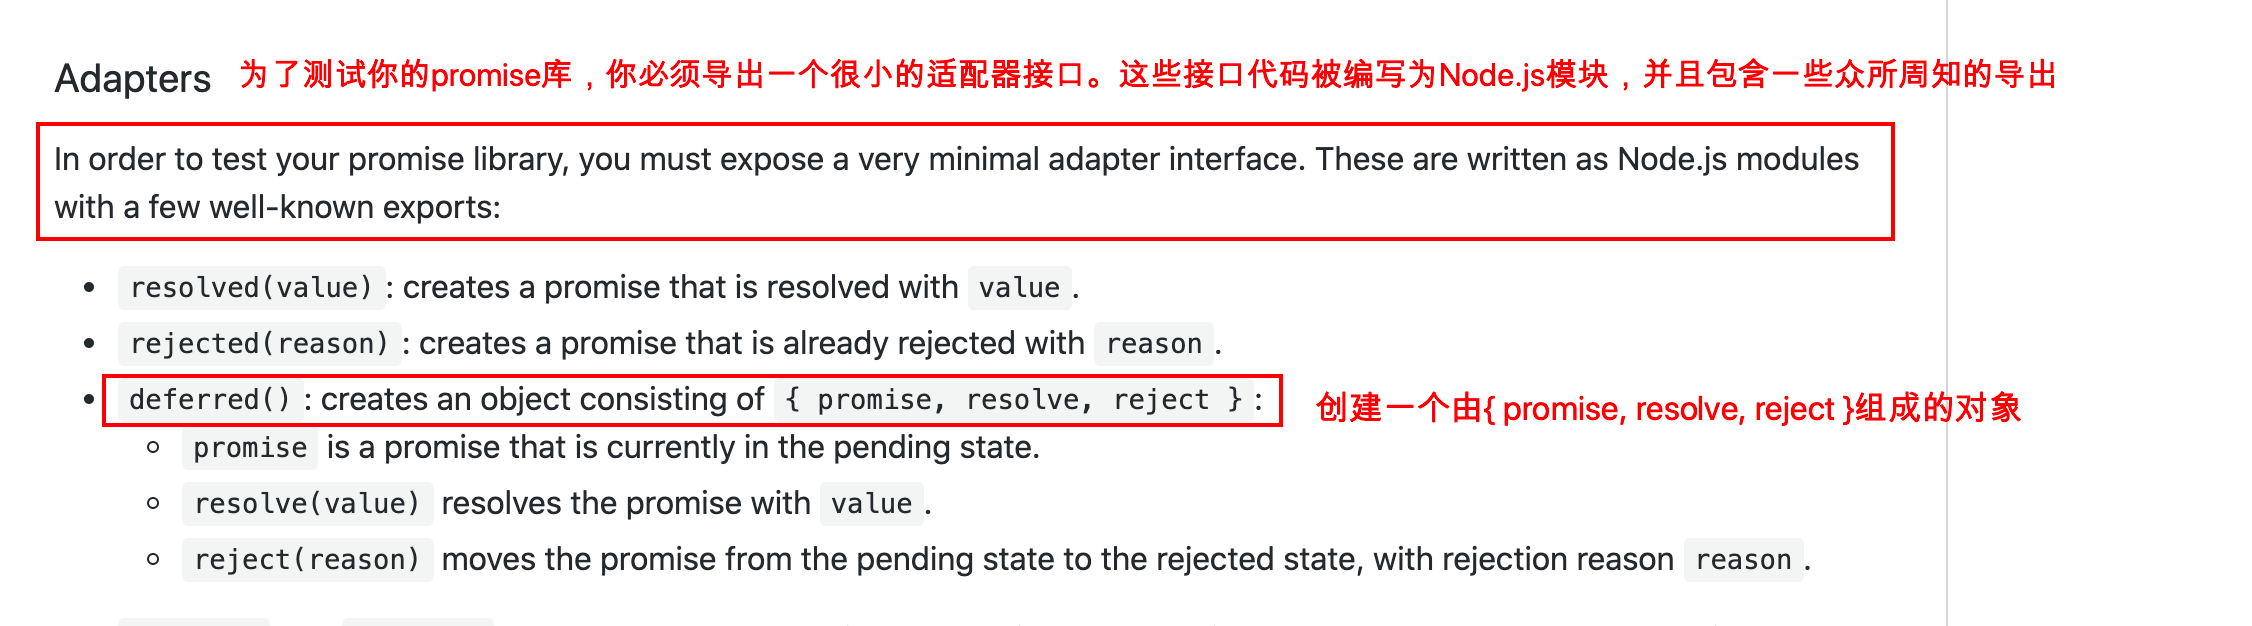 Adapters 为了测试你的promise库，你必须导出一个很小的适配器接口。这些接口代码被编写为Node.js模块，并且包含一些众所周知的导出
In order to test your promise library, you must expose a very minimal adapter interface. These are written as Node.js modules
with a few well-known exports:
• resolved(value) : creates a promise that is resolved with value .
• rejected(reason) : creates a promise that is already rejected with reason .
• deferred() : creates an object consisting of { promise, resolve, reject } : 创建一个由{ promise, resolve, reject }组成的对象
◦ promise is a promise that is currently in the pending state.
◦ resolve(value) resolves the promise with value .
◦ reject(reason) moves the promise from the pending state to the rejected state, with rejection reason reason .